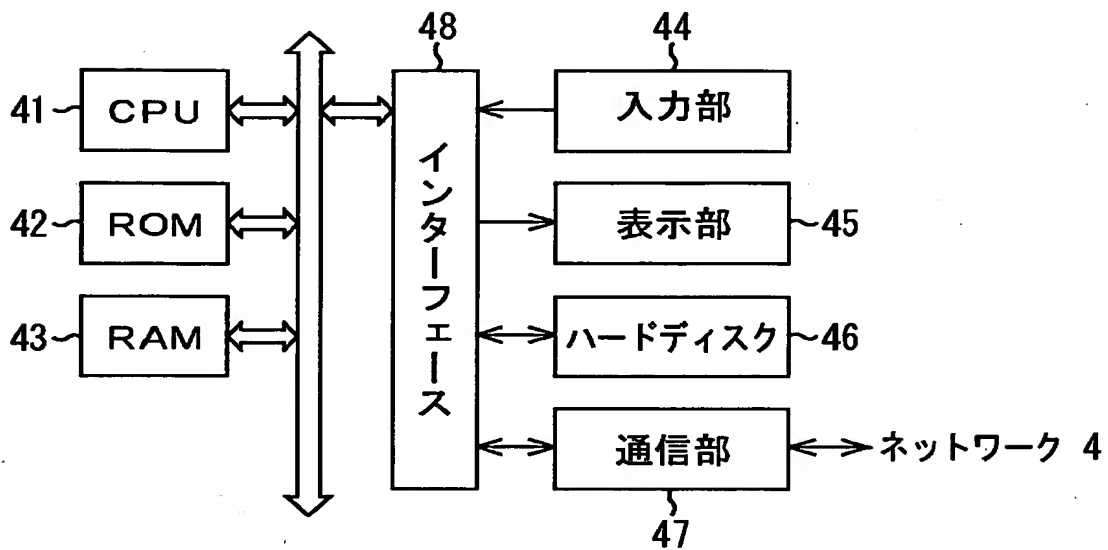 48
44
41
CPU
入力部
42
ROM
インターフェース
表示部
45
43
RAM
ハードディスク
46
通信部
ネットワーク 4
47